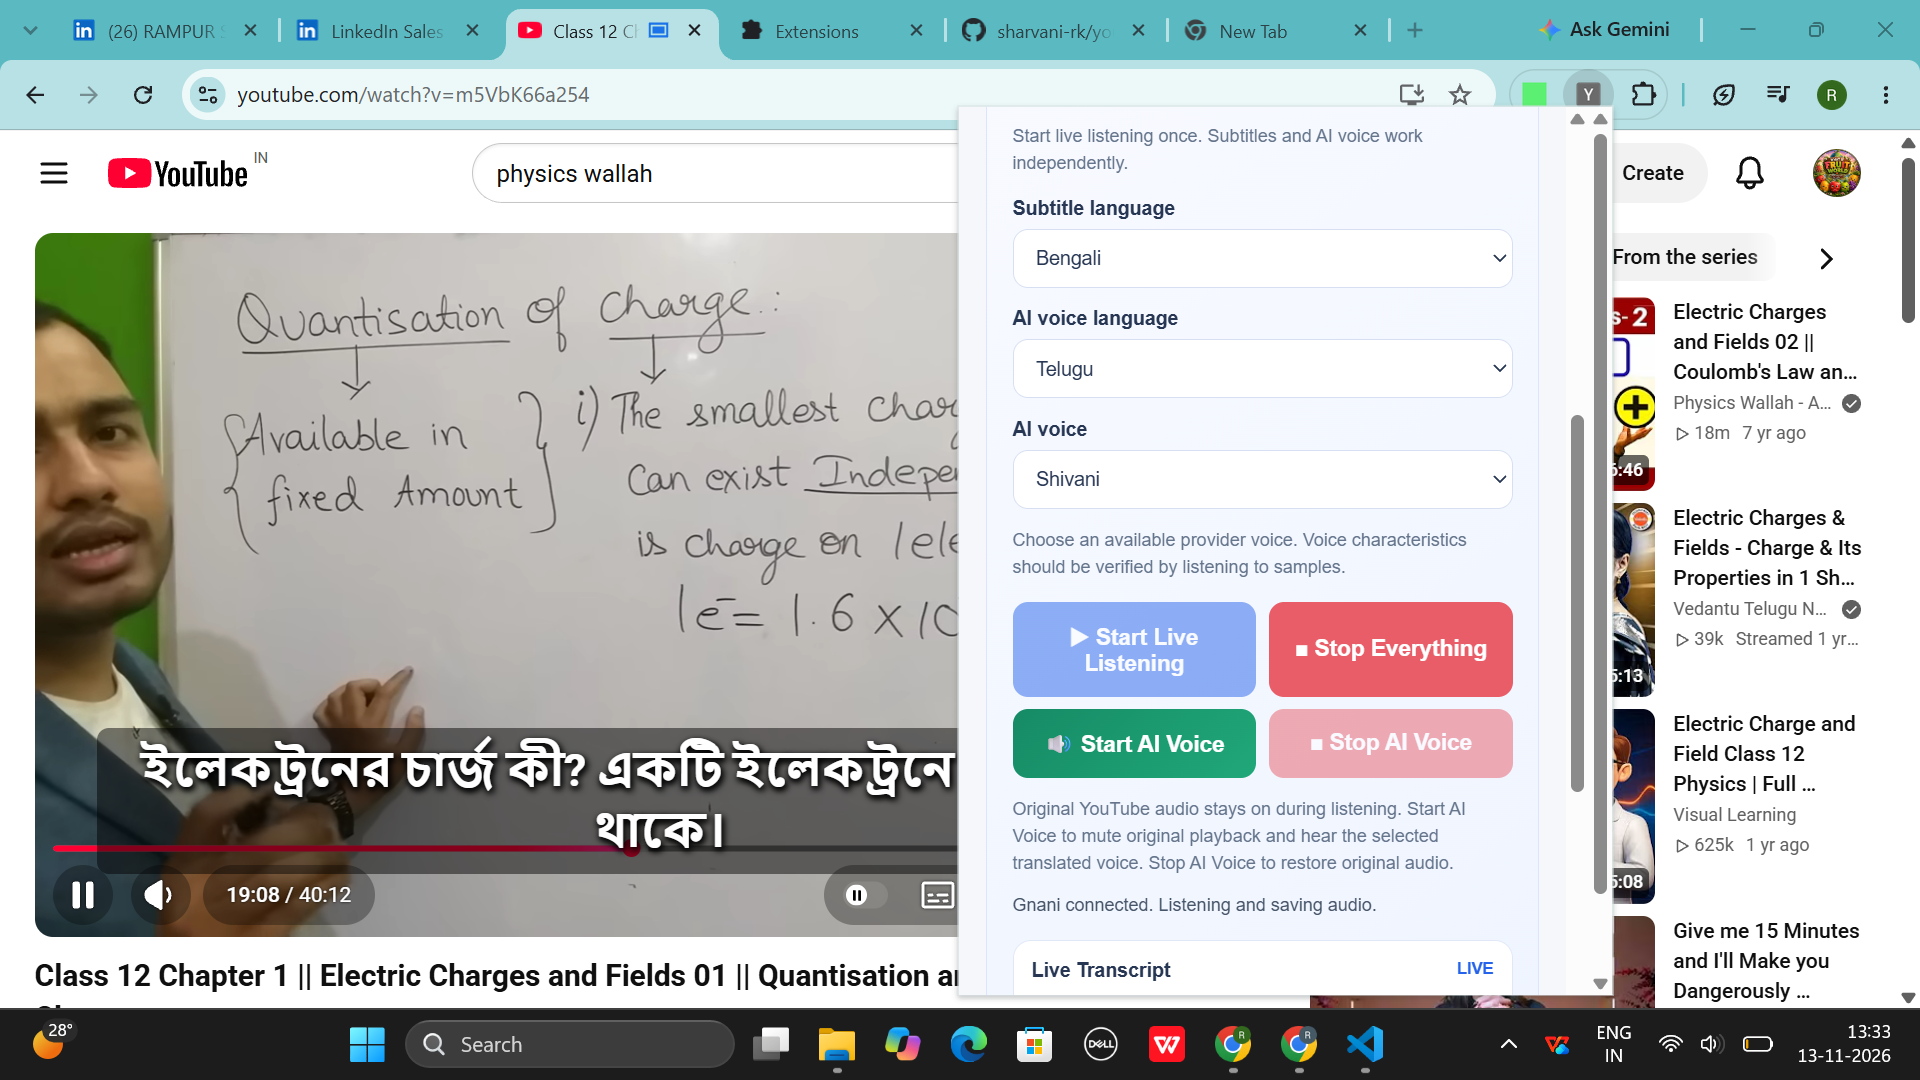 (26) RAMPUR
LinkedIn Sales
Class 12
Extensions
sharvani-rk/yo
New Tab
Ask Gemini
youtube.com/watch?v=m5VbK66a254
Y
R
YouTube
IN
physics wallah
Create
Start live listening once. Subtitles and AI voice work
independently.
Subtitle language
Bengali
AI voice language
Telugu
AI voice
Shivani
Choose an available provider voice. Voice characteristics
should be verified by listening to samples.
▶ Start Live
Listening
■ Stop Everything
Start AI Voice
■ Stop AI Voice
Original YouTube audio stays on during listening. Start AI
Voice to mute original playback and hear the selected
translated voice. Stop AI Voice to restore original audio.
Gnani connected. Listening and saving audio.
Live Transcript
LIVE
Quantisation of Charge :
Available in
fixed Amount
i) The smallest
Can exist
is charge on
1e⁻ = 1.6 × 10
ইলেকট্রনের চার্জ কী? একটি ইলেকট্রনে
থাকে।
19:08 / 40:12
Class 12 Chapter 1 || Electric Charges and Fields 01 || Quantisation
From the series
Electric Charges
and Fields 02 ||
Coulomb's Law an...
Physics Wallah - A...
18m 7 yr ago
Electric Charges &
Fields - Charge & Its
Properties in 1 Sh...
Vedantu Telugu N...
39k Streamed 1 yr...
Electric Charge and
Field Class 12
Physics | Full ...
Visual Learning
625k 1 yr ago
Give me 15 Minutes
and I'll Make you
Dangerously ...
28°
Search
DELL
ENG
IN
13:33
13-11-2026